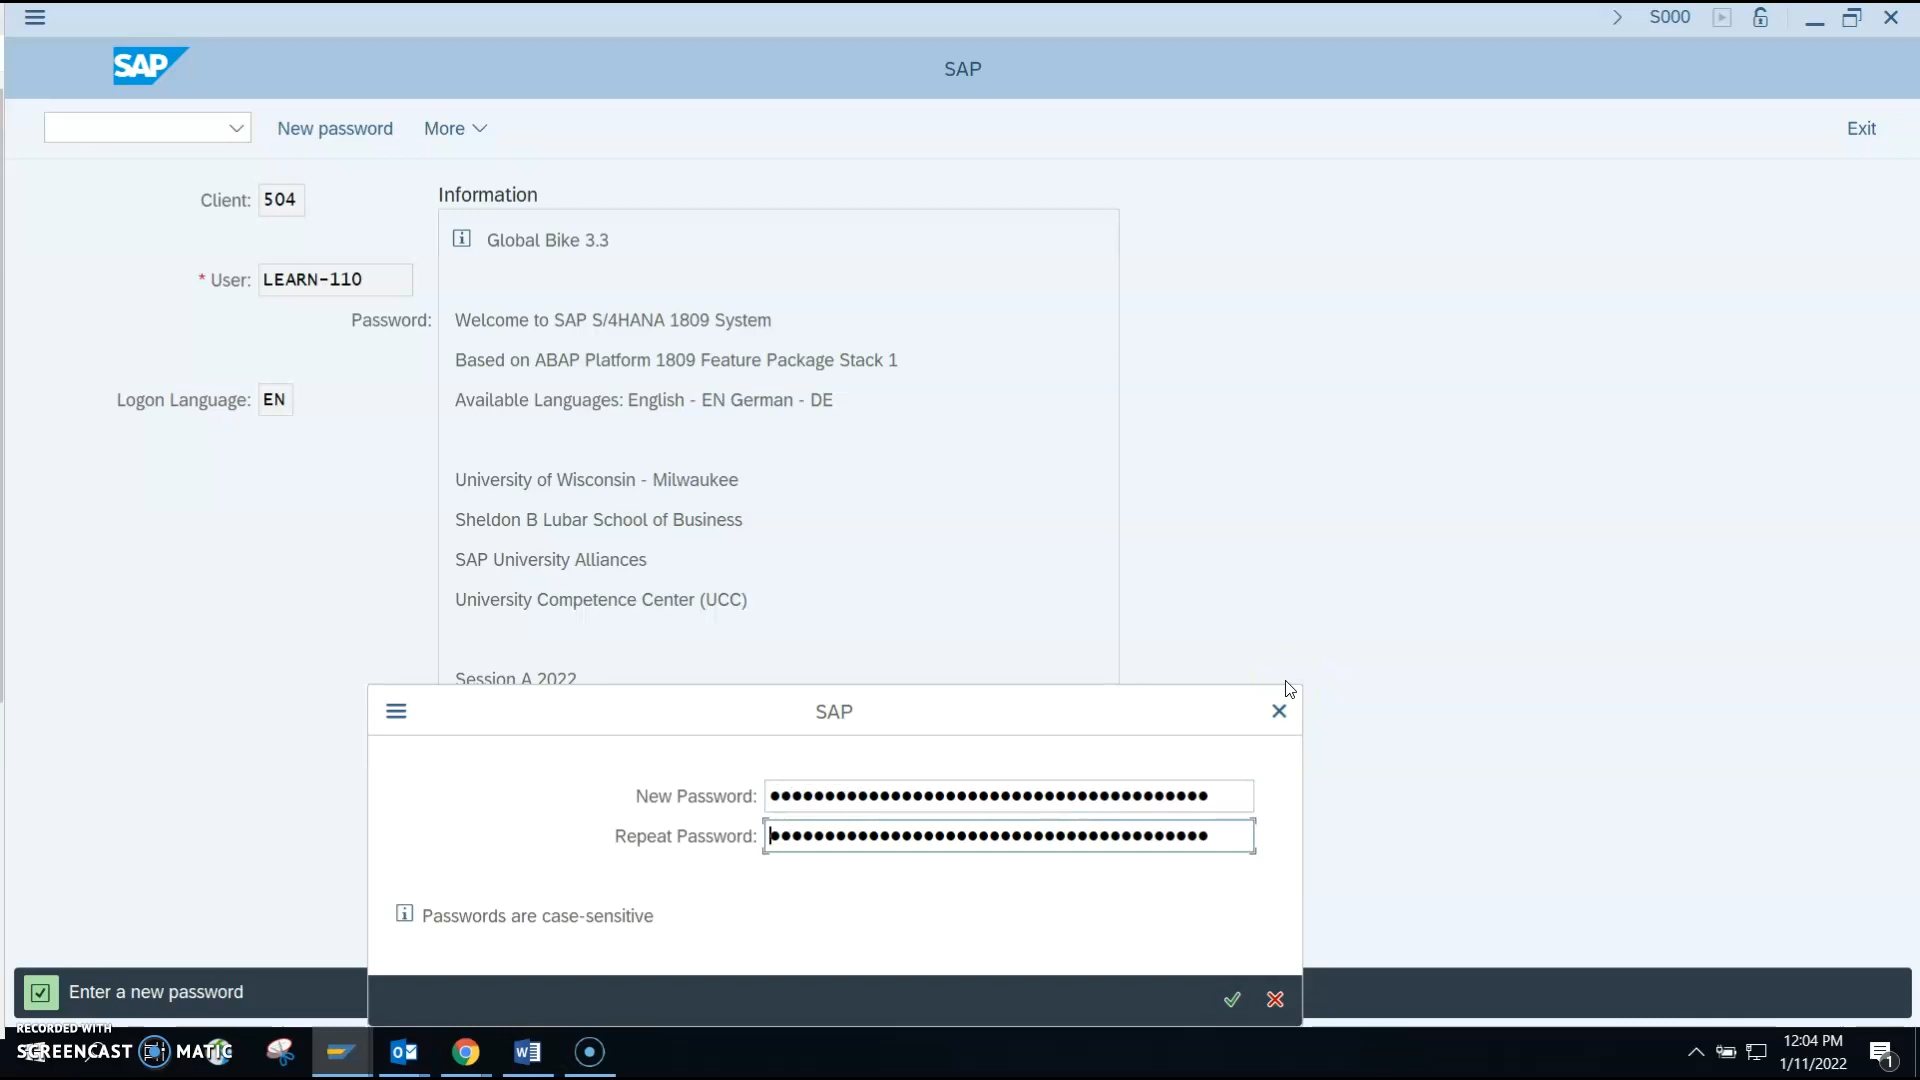 S000
SAP
SAP
New password
More
Exit
Client: 504
Information
Global Bike 3.3
* User: LEARN-110
Password:
Welcome to SAP S/4HANA 1809 System
Based on ABAP Platform 1809 Feature Package Stack 1
Logon Language: EN
Available Languages: English - EN German - DE
University of Wisconsin - Milwaukee
Sheldon B Lubar School of Business
SAP University Alliances
University Competence Center (UCC)
Session A 2022
SAP
New Password: ••••••••••••••••••••••••••••••••••••••••
Repeat Password: ••••••••••••••••••••••••••••••••••••••••
Passwords are case-sensitive
Enter a new password
RECORDED WITH
SCREENCAST MATIC
12:04 PM
1/11/2022
1